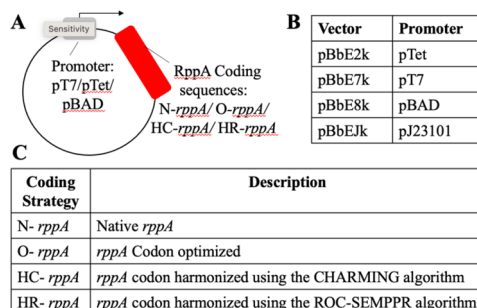 A
Sensitivity
Promoter:
pT7/pTet/
pBAD
RppA Coding
sequences:
N-rppA/ O-rppA/
HC-rppA/ HR-rppA
B
Vector Promoter
pBbE2k pTet
pBbE7k pT7
pBbE8k pBAD
pBbEJk pJ23101
C
Coding
Strategy
Description
N- rppA Native rppA
O- rppA rppA Codon optimized
HC- rppA rppA codon harmonized using the CHARMING algorithm
HR- rppA rppA codon harmonized using the ROC-SEMPPR algorithm